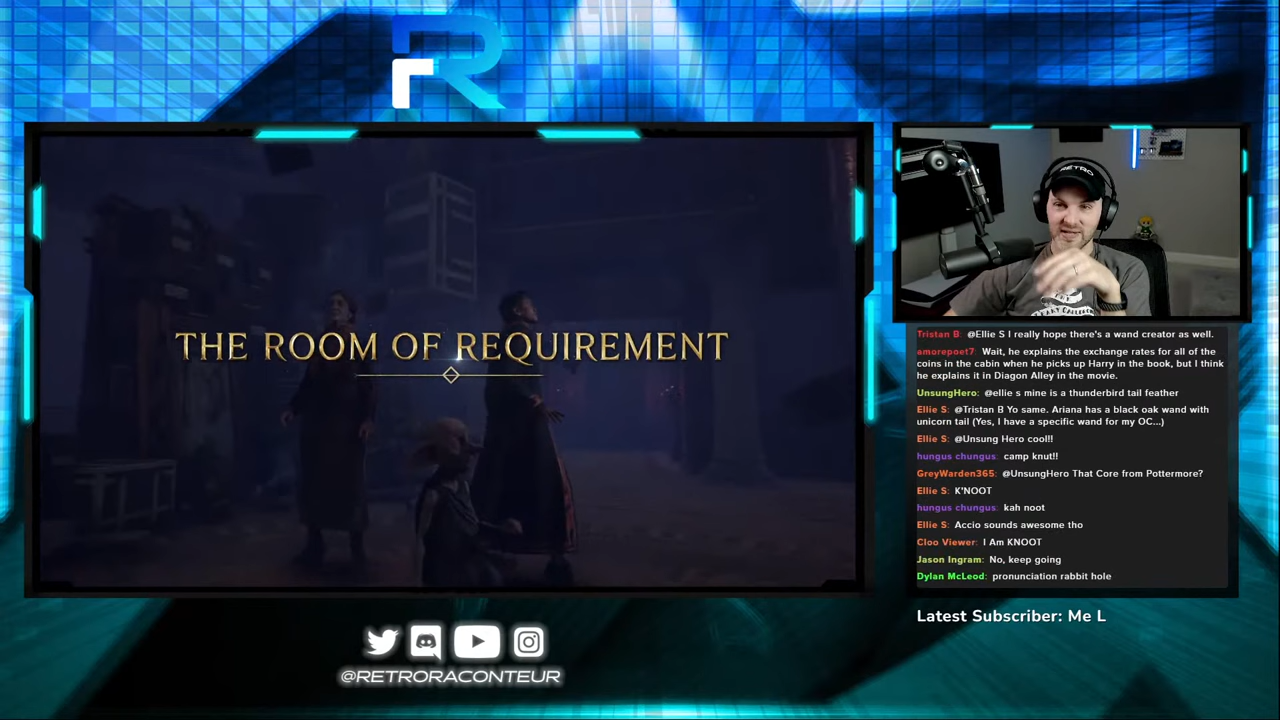 R
RETRO
THE ROOM OF REQUIREMENT
Tristan B: @Ellie S I really hope there's a wand creator as well.
amorepoet7: Wait, he explains the exchange rates for all of the
coins in the cabin when he picks up Harry in the book, but I think
he explains it in Diagon Alley in the movie.
UnsungHero: @ellie s mine is a thunderbird tail feather
Ellie S: @Tristan B Yo same. Ariana has a black oak wand with
unicorn tail (Yes, I have a specific wand for my OC...)
Ellie S: @Unsung Hero cool!!
hungus chungus: camp knut!!
GreyWarden365: @UnsungHero That Core from Pottermore?
Ellie S: K'NOOT
hungus chungus: kah noot
Ellie S: Accio sounds awesome tho
Cloo Viewer: I Am KNOOT
Jason Ingram: No, keep going
Dylan McLeod: pronunciation rabbit hole
Latest Subscriber: Me L
@RETRORACONTEUR